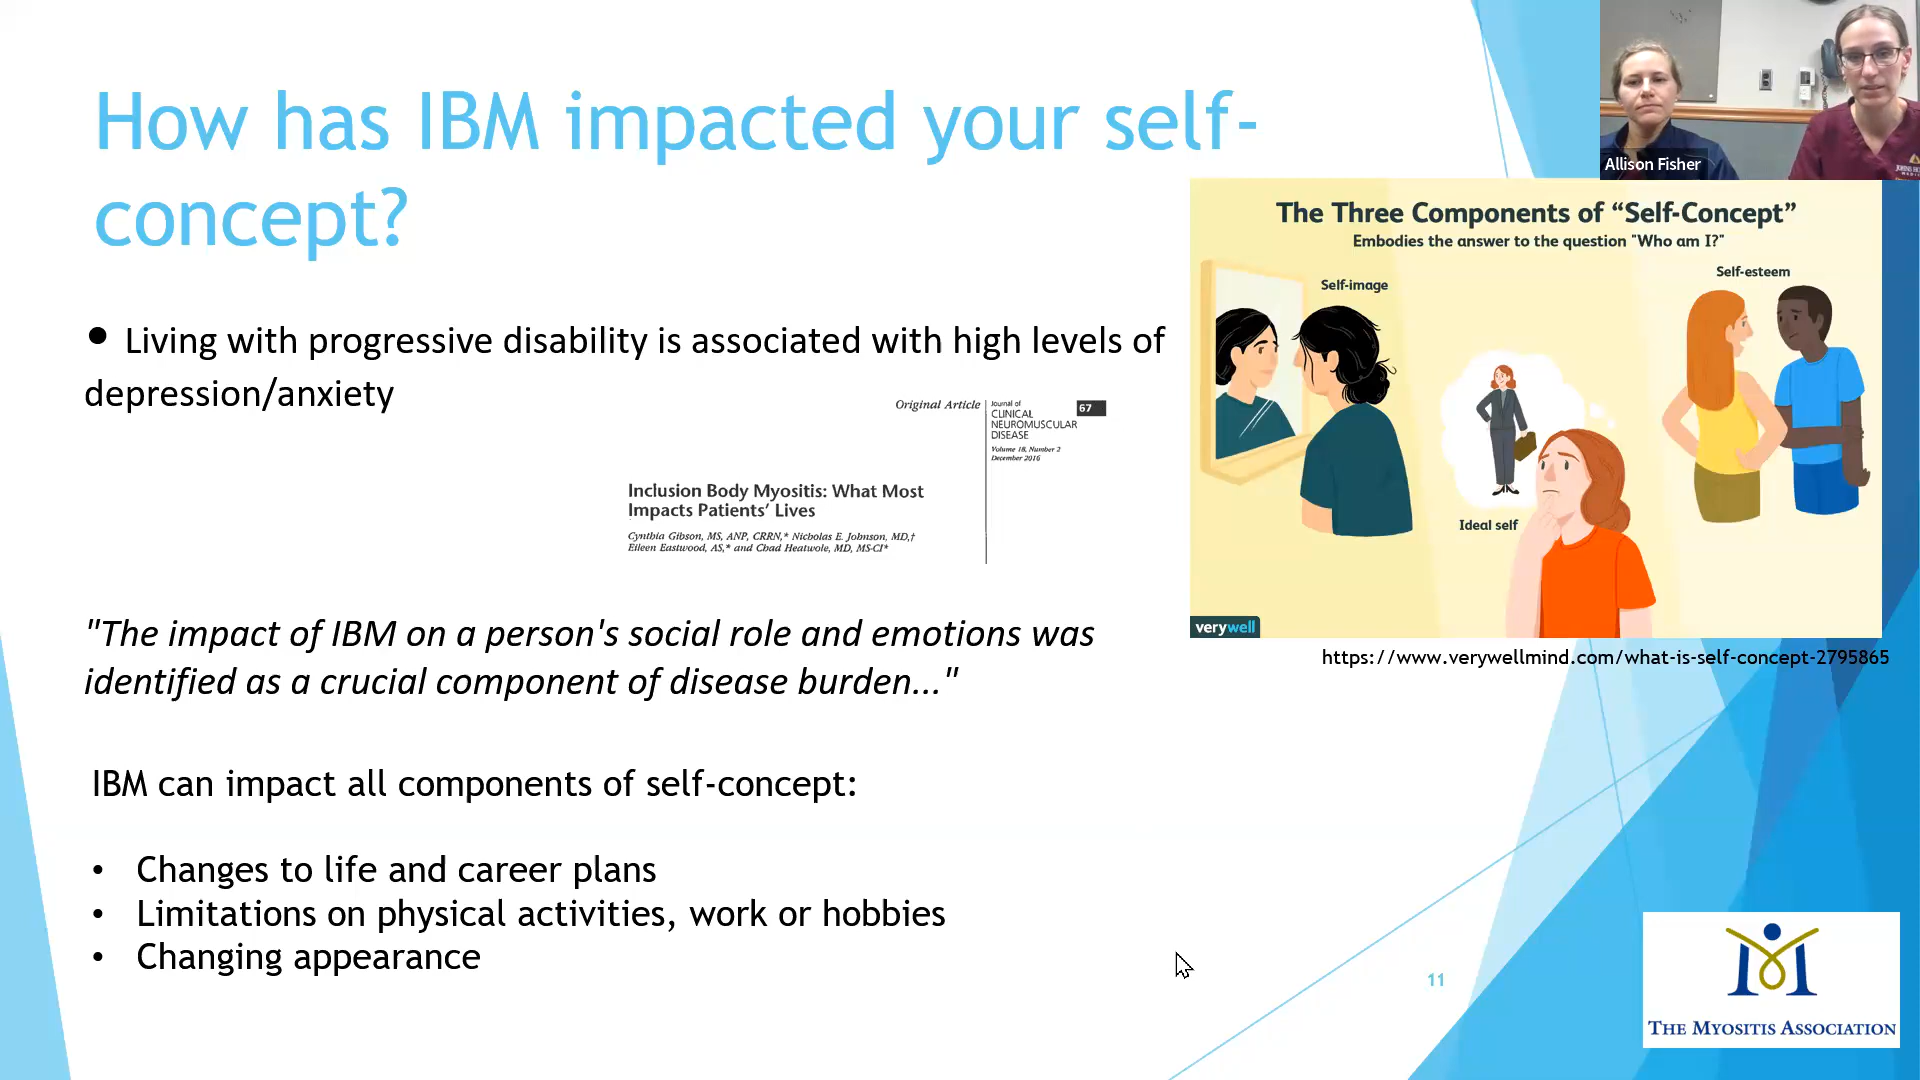 How has IBM impacted your self-
concept?
Allison Fisher
The Three Components of “Self-Concept”
Embodies the answer to the question "Who am I?"
Self-image
Self-esteem
Ideal self
verywell
https://www.verywellmind.com/what-is-self-concept-2795865
● Living with progressive disability is associated with high levels of
depression/anxiety
Original Article
Journal of
CLINICAL
NEUROMUSCULAR
DISEASE
Volume 18, Number 2
December 2016
67
Inclusion Body Myositis: What Most
Impacts Patients’ Lives
Cynthia Gibson, MS, ANP, CRRN,* Nicholas E. Johnson, MD,†
Eileen Eastwood, AS,* and Chad Heatwole, MD, MS-CI*
"The impact of IBM on a person's social role and emotions was
identified as a crucial component of disease burden..."
IBM can impact all components of self-concept:
• Changes to life and career plans
• Limitations on physical activities, work or hobbies
• Changing appearance
11
THE MYOSITIS ASSOCIATION